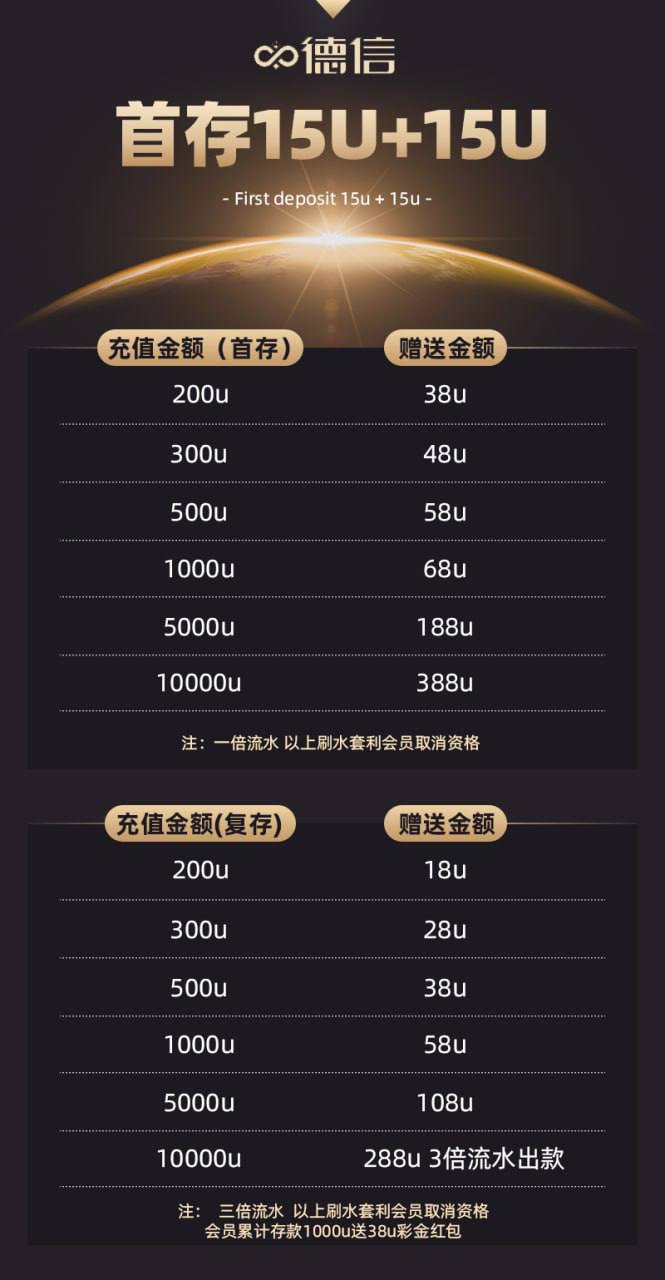 德信
首存15U+15U
- First deposit 15u + 15u -
充值金额（首存） 赠送金额
200u 38u
300u 48u
500u 58u
1000u 68u
5000u 188u
10000u 388u
注：一倍流水 以上刷水套利会员取消资格
充值金额(复存) 赠送金额
200u 18u
300u 28u
500u 38u
1000u 58u
5000u 108u
10000u 288u 3倍流水出款
注： 三倍流水 以上刷水套利会员取消资格
会员累计存款1000u送38u彩金红包